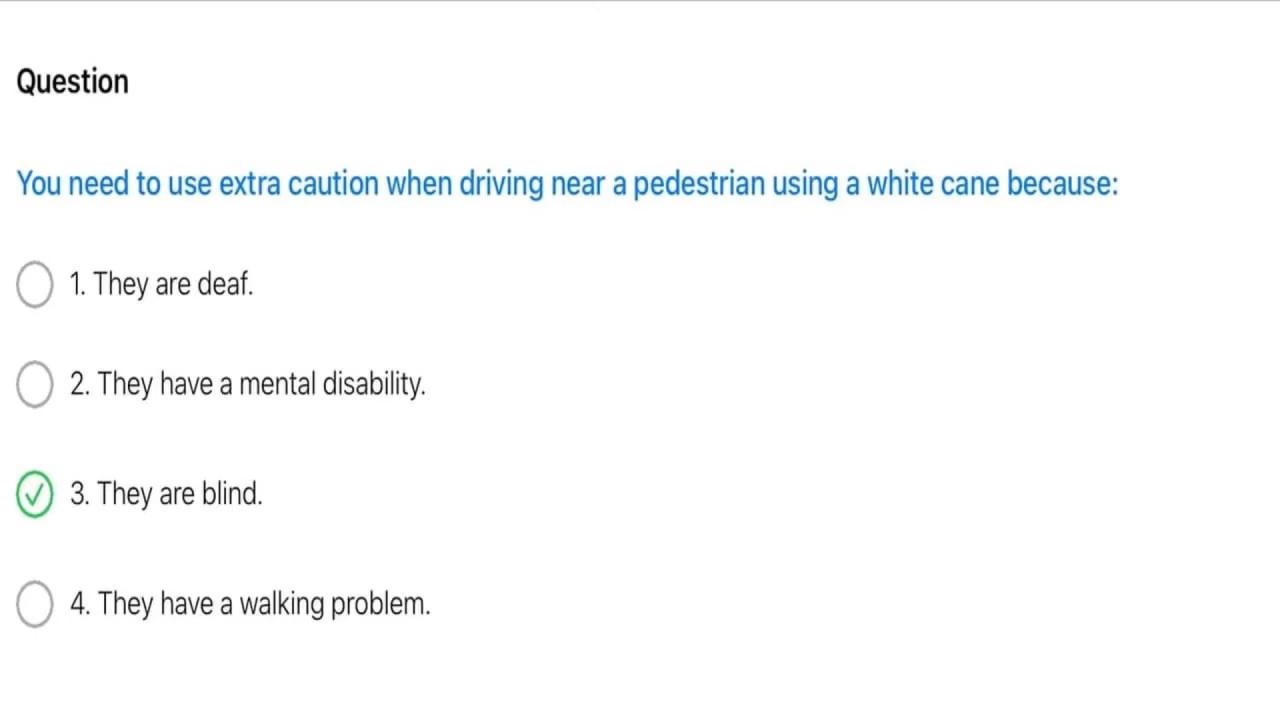 Question
You need to use extra caution when driving near a pedestrian using a white cane because:
1. They are deaf.
2. They have a mental disability.
3. They are blind.
4. They have a walking problem.